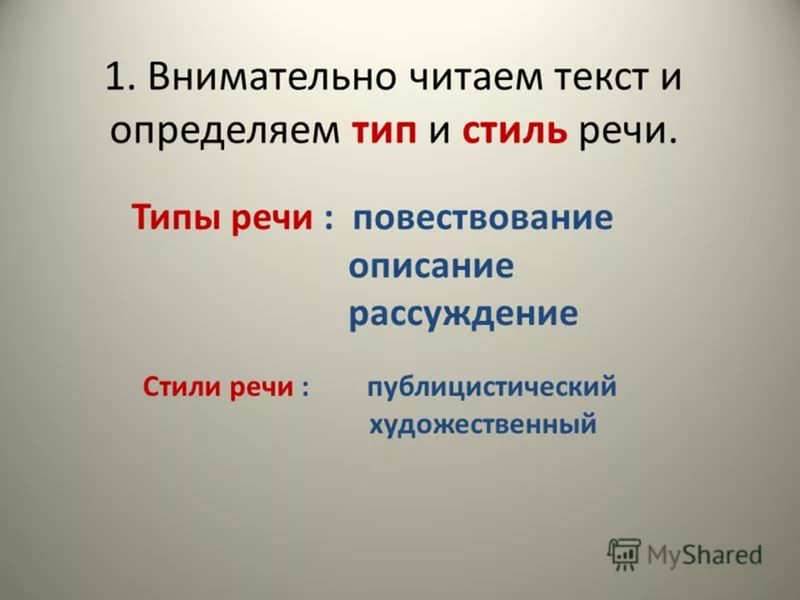 1. Внимательно читаем текст и
определяем тип и стиль речи.
Типы речи : повествование
описание
рассуждение
Стили речи : публицистический
художественный
MyShared